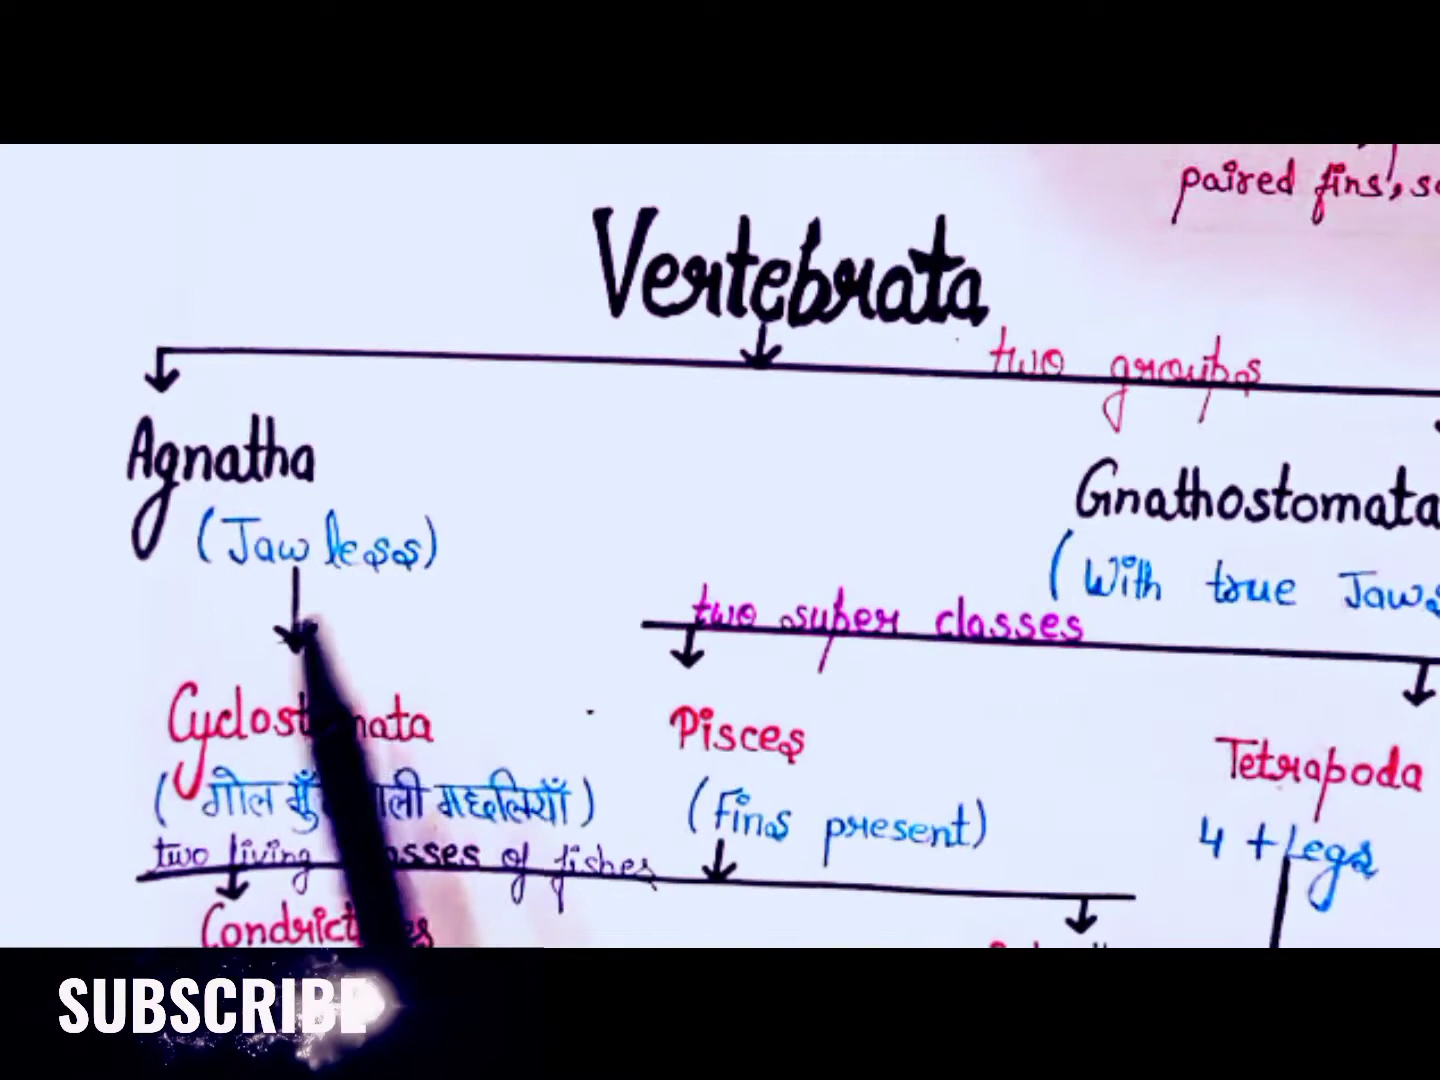 paired fins,
Vertebrata
two groups
Agnatha
(Jaw less)
Gnathostomata
(With true Jaws
two super classes
Pisces
Tetrapoda
(गोल
मछलियाँ)
(Fins present)
4 + Legs
two living
of fishes
SUBSCRIBE